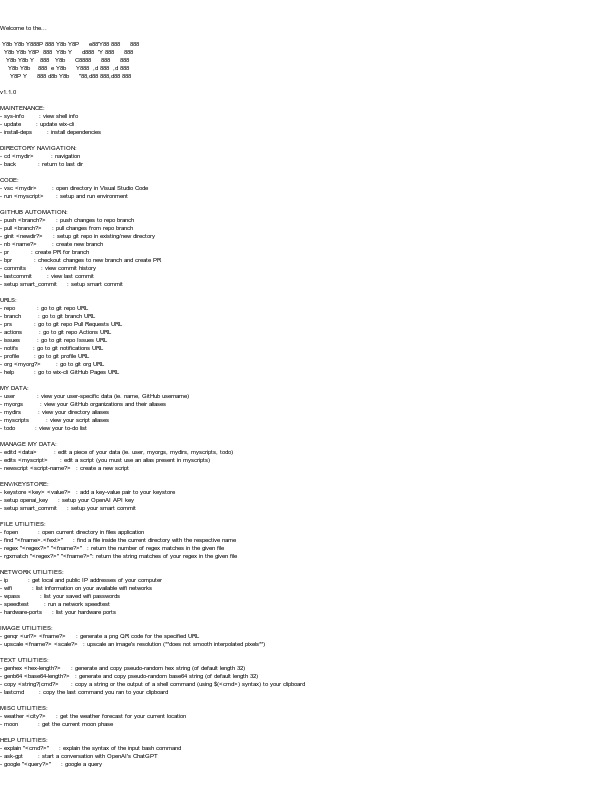 Welcome to the...
Y8b Y8b Y888P 888 Y8b Y8P e88'Y88 888 888
Y8b Y8b Y8P 888 Y8b Y d888 'Y 888 888
Y8b Y8b Y 888 Y8b C8888 888 888
Y8b Y8b 888 e Y8b Y888 ,d 888 ,d 888
Y8P Y 888 d8b Y8b "88,d88 888,d88 888
v1.1.0
MAINTENANCE:
- sys-info : view shell info
- update : update wix-cli
- install-deps : install dependencies
DIRECTORY NAVIGATION:
- cd <mydir> : navigation
- back : return to last dir
CODE:
- vsc <mydir> : open directory in Visual Studio Code
- run <myscript> : setup and run environment
GITHUB AUTOMATION:
- push <branch?> : push changes to repo branch
- pull <branch?> : pull changes from repo branch
- ginit <newdir?> : setup git repo in existing/new directory
- nb <name?> : create new branch
- pr : create PR for branch
- bpr : checkout changes to new branch and create PR
- commits : view commit history
- lastcommit : view last commit
- setup smart_commit : setup smart commit
URLS:
- repo : go to git repo URL
- branch : go to git branch URL
- prs : go to git repo Pull Requests URL
- actions : go to git repo Actions URL
- issues : go to git repo Issues URL
- notifs : go to git notifications URL
- profile : go to git profile URL
- org <myorg?> : go to git org URL
- help : go to wix-cli GitHub Pages URL
MY DATA:
- user : view your user-specific data (ie. name, GitHub username)
- myorgs : view your GitHub organizations and their aliases
- mydirs : view your directory aliases
- myscripts : view your script aliases
- todo : view your to-do list
MANAGE MY DATA:
- editd <data> : edit a piece of your data (ie. user, myorgs, mydirs, myscripts, todo)
- edits <myscript> : edit a script (you must use an alias present in myscripts)
- newscript <script-name?> : create a new script
ENV/KEYSTORE:
- keystore <key> <value?> : add a key-value pair to your keystore
- setup openai_key : setup your OpenAI API key
- setup smart_commit : setup your smart commit
FILE UTILITIES:
- fopen : open current directory in files application
- find "<fname>.<fext>" : find a file inside the current directory with the respective name
- regex "<regex?>" "<fname?>" : return the number of regex matches in the given file
- rgxmatch "<regex?>" "<fname?>": return the string matches of your regex in the given file
NETWORK UTILITIES:
- ip : get local and public IP addresses of your computer
- wifi : list information on your available wifi networks
- wpass : list your saved wifi passwords
- speedtest : run a network speedtest
- hardware-ports : list your hardware ports
IMAGE UTILITIES:
- genqr <url?> <fname?> : generate a png QR code for the specified URL
- upscale <fname?> <scale?> : upscale an image's resolution (**does not smooth interpolated pixels**)
TEXT UTILITIES:
- genhex <hex-length?> : generate and copy pseudo-random hex string (of default length 32)
- genb64 <base64-length?> : generate and copy pseudo-random base64 string (of default length 32)
- copy <string?|cmd?> : copy a string or the output of a shell command (using $(<cmd>) syntax) to your clipboard
- lastcmd : copy the last command you ran to your clipboard
MISC UTILITIES:
- weather <city?> : get the weather forecast for your current location
- moon : get the current moon phase
HELP UTILITIES:
- explain "<cmd?>" : explain the syntax of the input bash command
- ask-gpt : start a conversation with OpenAI's ChatGPT
- google "<query?>" : google a query